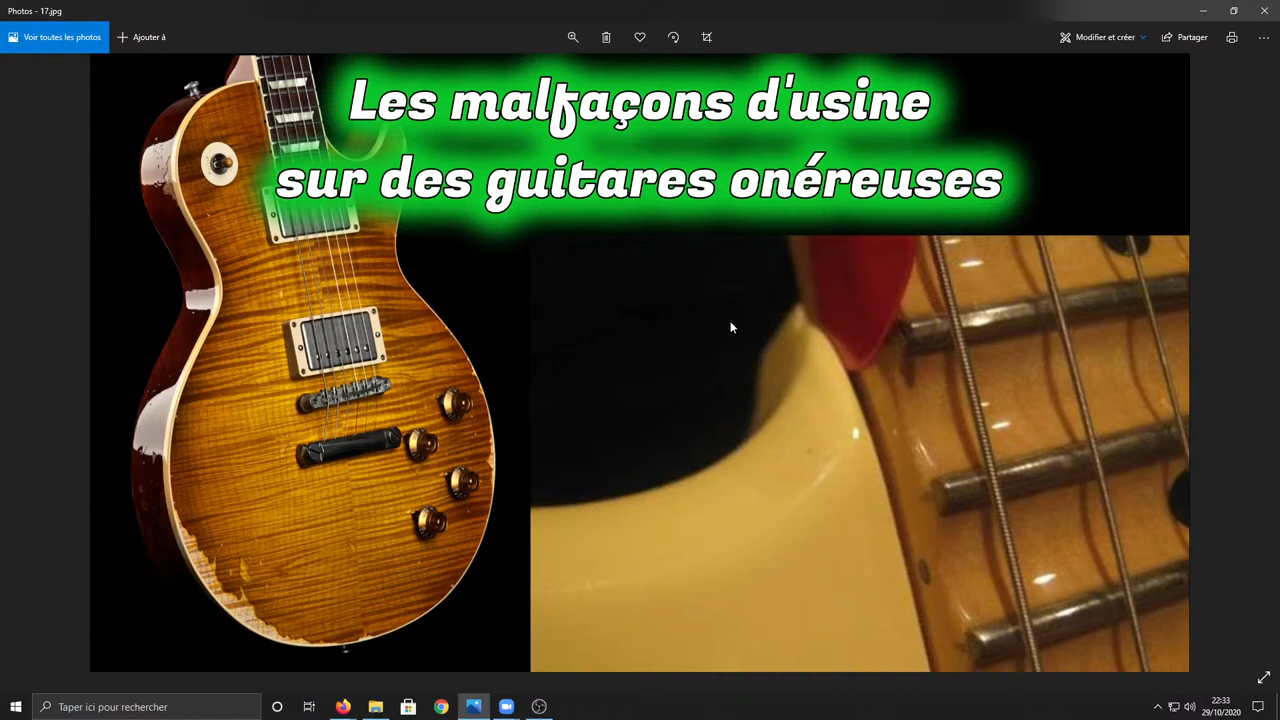 Photos - 17.jpg
Voir toutes les photos
Ajouter à
Modifier et créer
Partager
Les malfaçons d'usine
sur des guitares onéreuses
Taper ici pour rechercher
22:33
29/10/2020